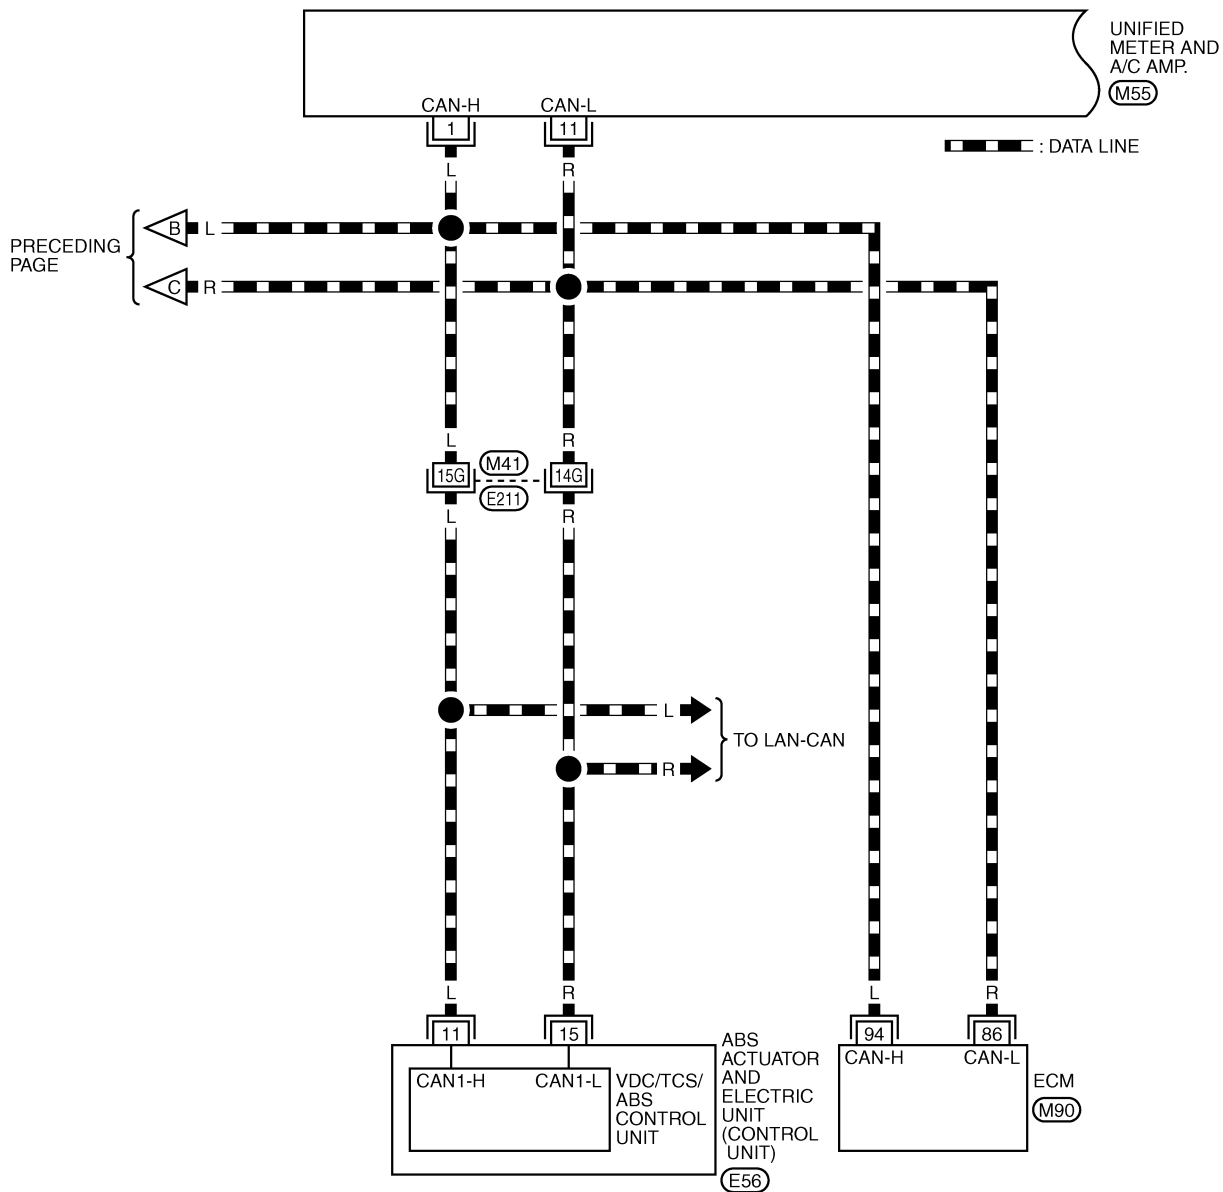 UNIFIED
METER AND
A/C AMP.
M55
CAN-H
CAN-L
1
11
: DATA LINE
L
R
PRECEDING
PAGE
B
L
C
R
L
R
15G
M41
14G
E211
L
R
L
R
TO LAN-CAN
L
R
L
R
11
15
94
86
CAN1-H
CAN1-L
VDC/TCS/
ABS
CONTROL
UNIT
ABS
ACTUATOR
AND
ELECTRIC
UNIT
(CONTROL
UNIT)
E56
CAN-H
CAN-L
ECM
M90